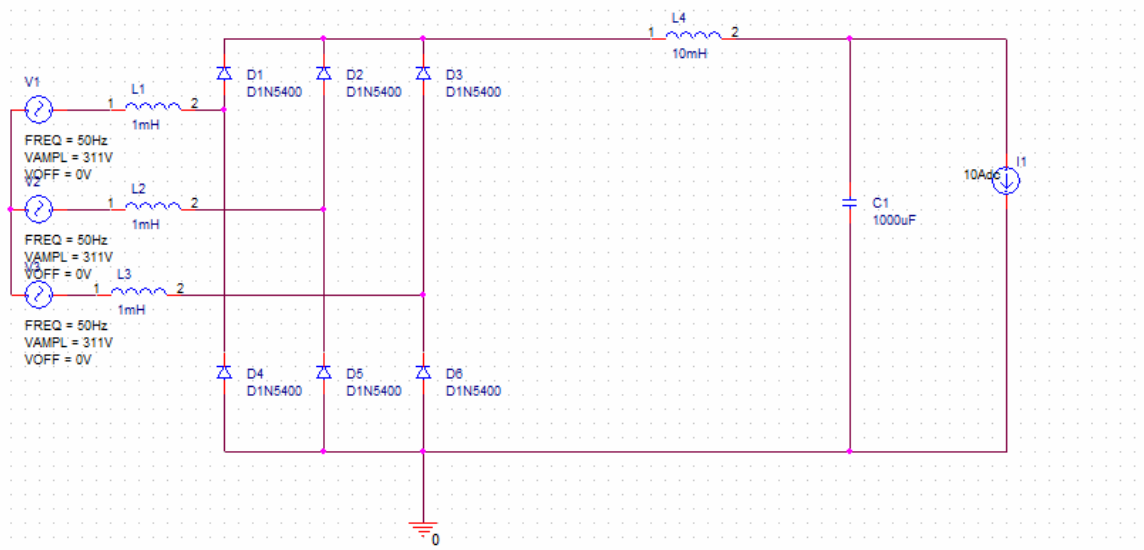 L4
1
2
10mH
D1
D1N5400
D2
D1N5400
D3
D1N5400
V1
L1
1
2
1mH
FREQ = 50Hz
VAMPL = 311V
VOFF = 0V
V2
L2
1
2
1mH
FREQ = 50Hz
VAMPL = 311V
VOFF = 0V
V3
L3
1
2
1mH
FREQ = 50Hz
VAMPL = 311V
VOFF = 0V
I1
10Adc
C1
1000uF
D4
D1N5400
D5
D1N5400
D6
D1N5400
0